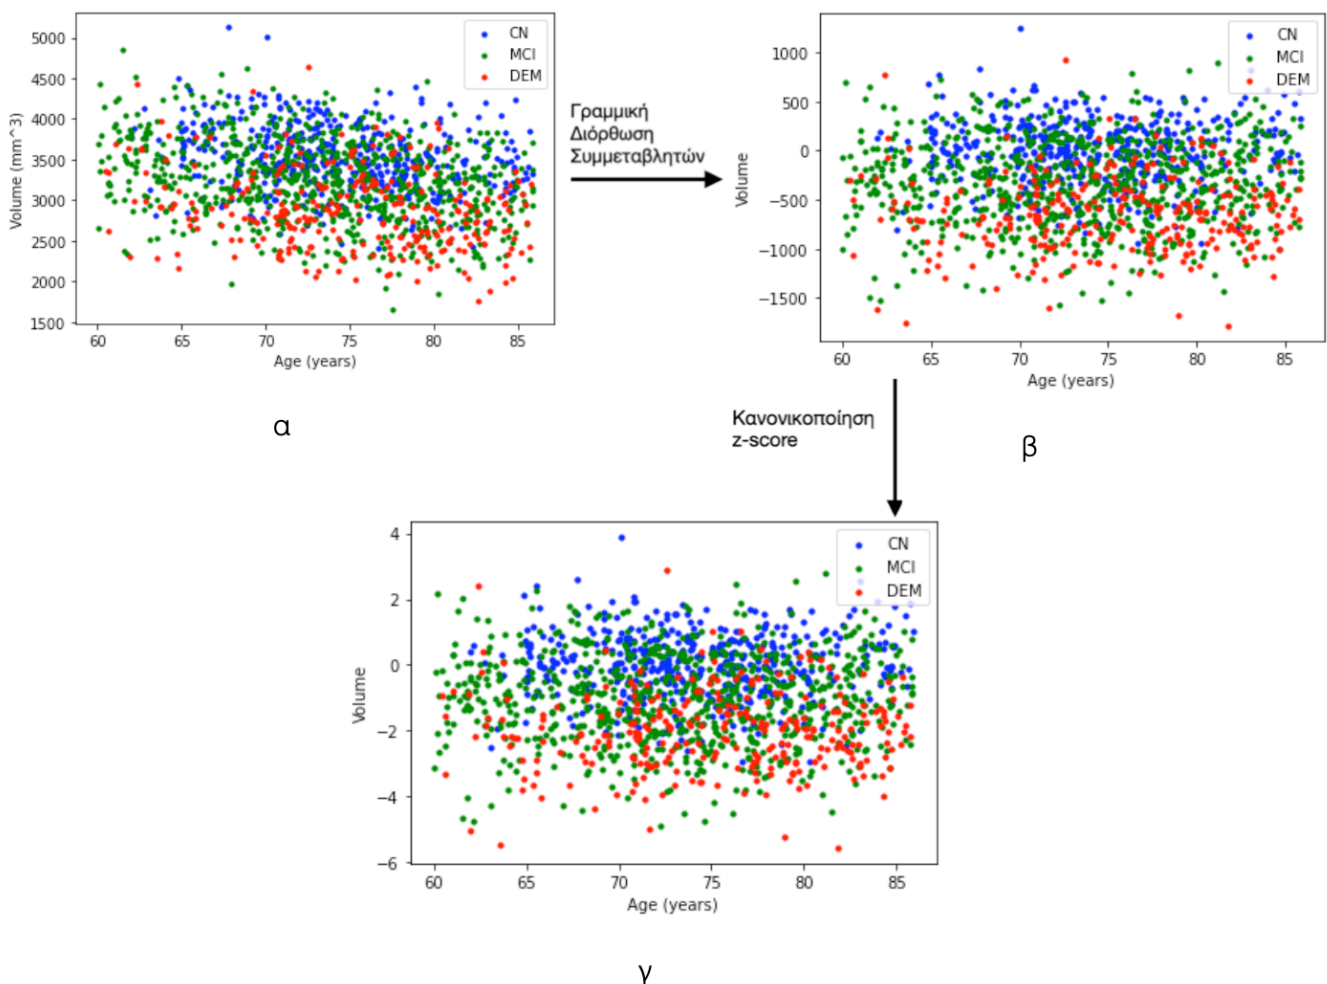 5000
4500
4000
3500
3000
2500
2000
1500
Volume (mm^3)
CN
MCI
DEM
60 65 70 75 80 85
Age (years)
α
Γραμμική
Διόρθωση
Συμμεταβλητών
1000
500
0
−500
−1000
−1500
Volume
CN
MCI
DEM
60 65 70 75 80 85
Age (years)
β
Κανονικοποίηση
z-score
4
2
0
−2
−4
−6
Volume
CN
MCI
DEM
60 65 70 75 80 85
Age (years)
γ